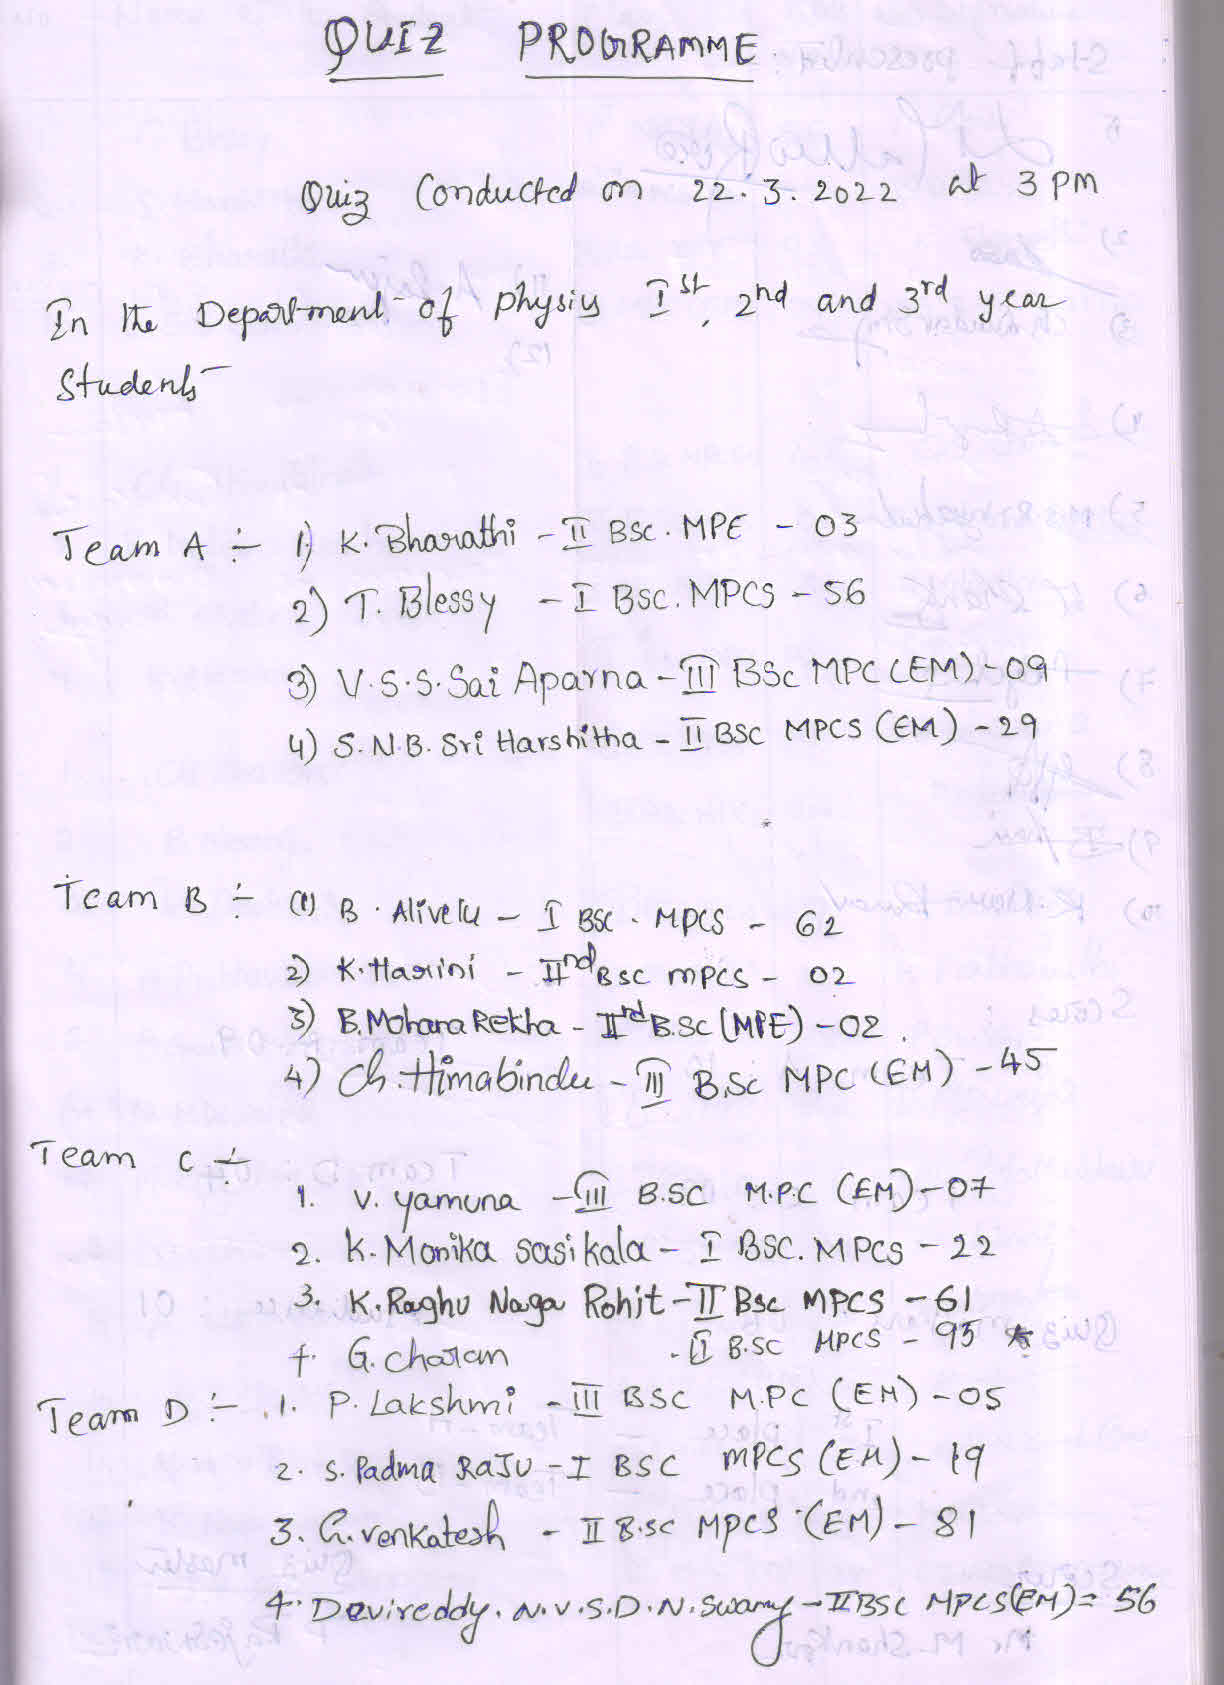 QUIZ PROGRAMME
Quiz Conducted on 22.3.2022 at 3 PM
In the Department of physics Ist, 2nd and 3rd year
Students
Team A :- 1) K. Bharathi - II BSC. MPE - 03
2) T. Blessy - I BSC. MPCS - 56
3) V.S.S. Sai Aparna - III BSC MPC (EM) - 09
4) S.N.B. Sri Harshitha - II BSC MPCS (EM) - 29
Team B :- (1) B. Alivelu - I BSC. MPCS - 62
2) K. Harini - IInd BSC MPCS - 02
3) B. Mohana Rekha - IIrd B.SC (MPE) - 02.
4) Ch. Himabindu - III B.Sc MPC (EM) - 45
Team C :-
1. V. yamuna - III B.SC M.P.C (EM) - 07
2. K. Monika sasikala - I BSC. MPCS - 22
3. K. Raghu Naga Rohit - II BSC MPCS - 61
4. G. charan - I B.SC MPCS - 95
Team D :- 1. P. Lakshmi - III BSC M.PC (EM) - 05
2. S. Padma RAJU - I BSC MPCS (EM) - 19
3. G. venkatesh - II B.SC MPCS (EM) - 81
4. Devireddy. N.V.S.D.N. Swamy - II BSC MPCS (EM) = 56